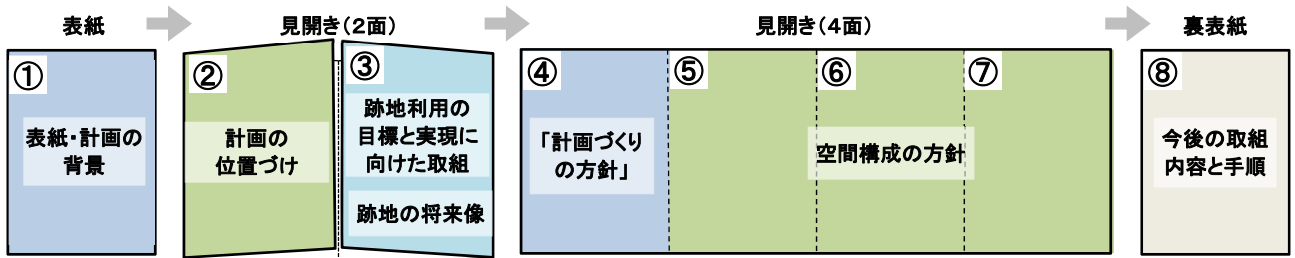 表紙
見開き（2面）
見開き（4面）
裏表紙
①
表紙・計画の
背景
②
計画の
位置づけ
③
跡地利用の
目標と実現に
向けた取組
跡地の将来像
④
「計画づくり
の方針」
⑤
⑥
⑦
空間構成の方針
⑧
今後の取組
内容と手順